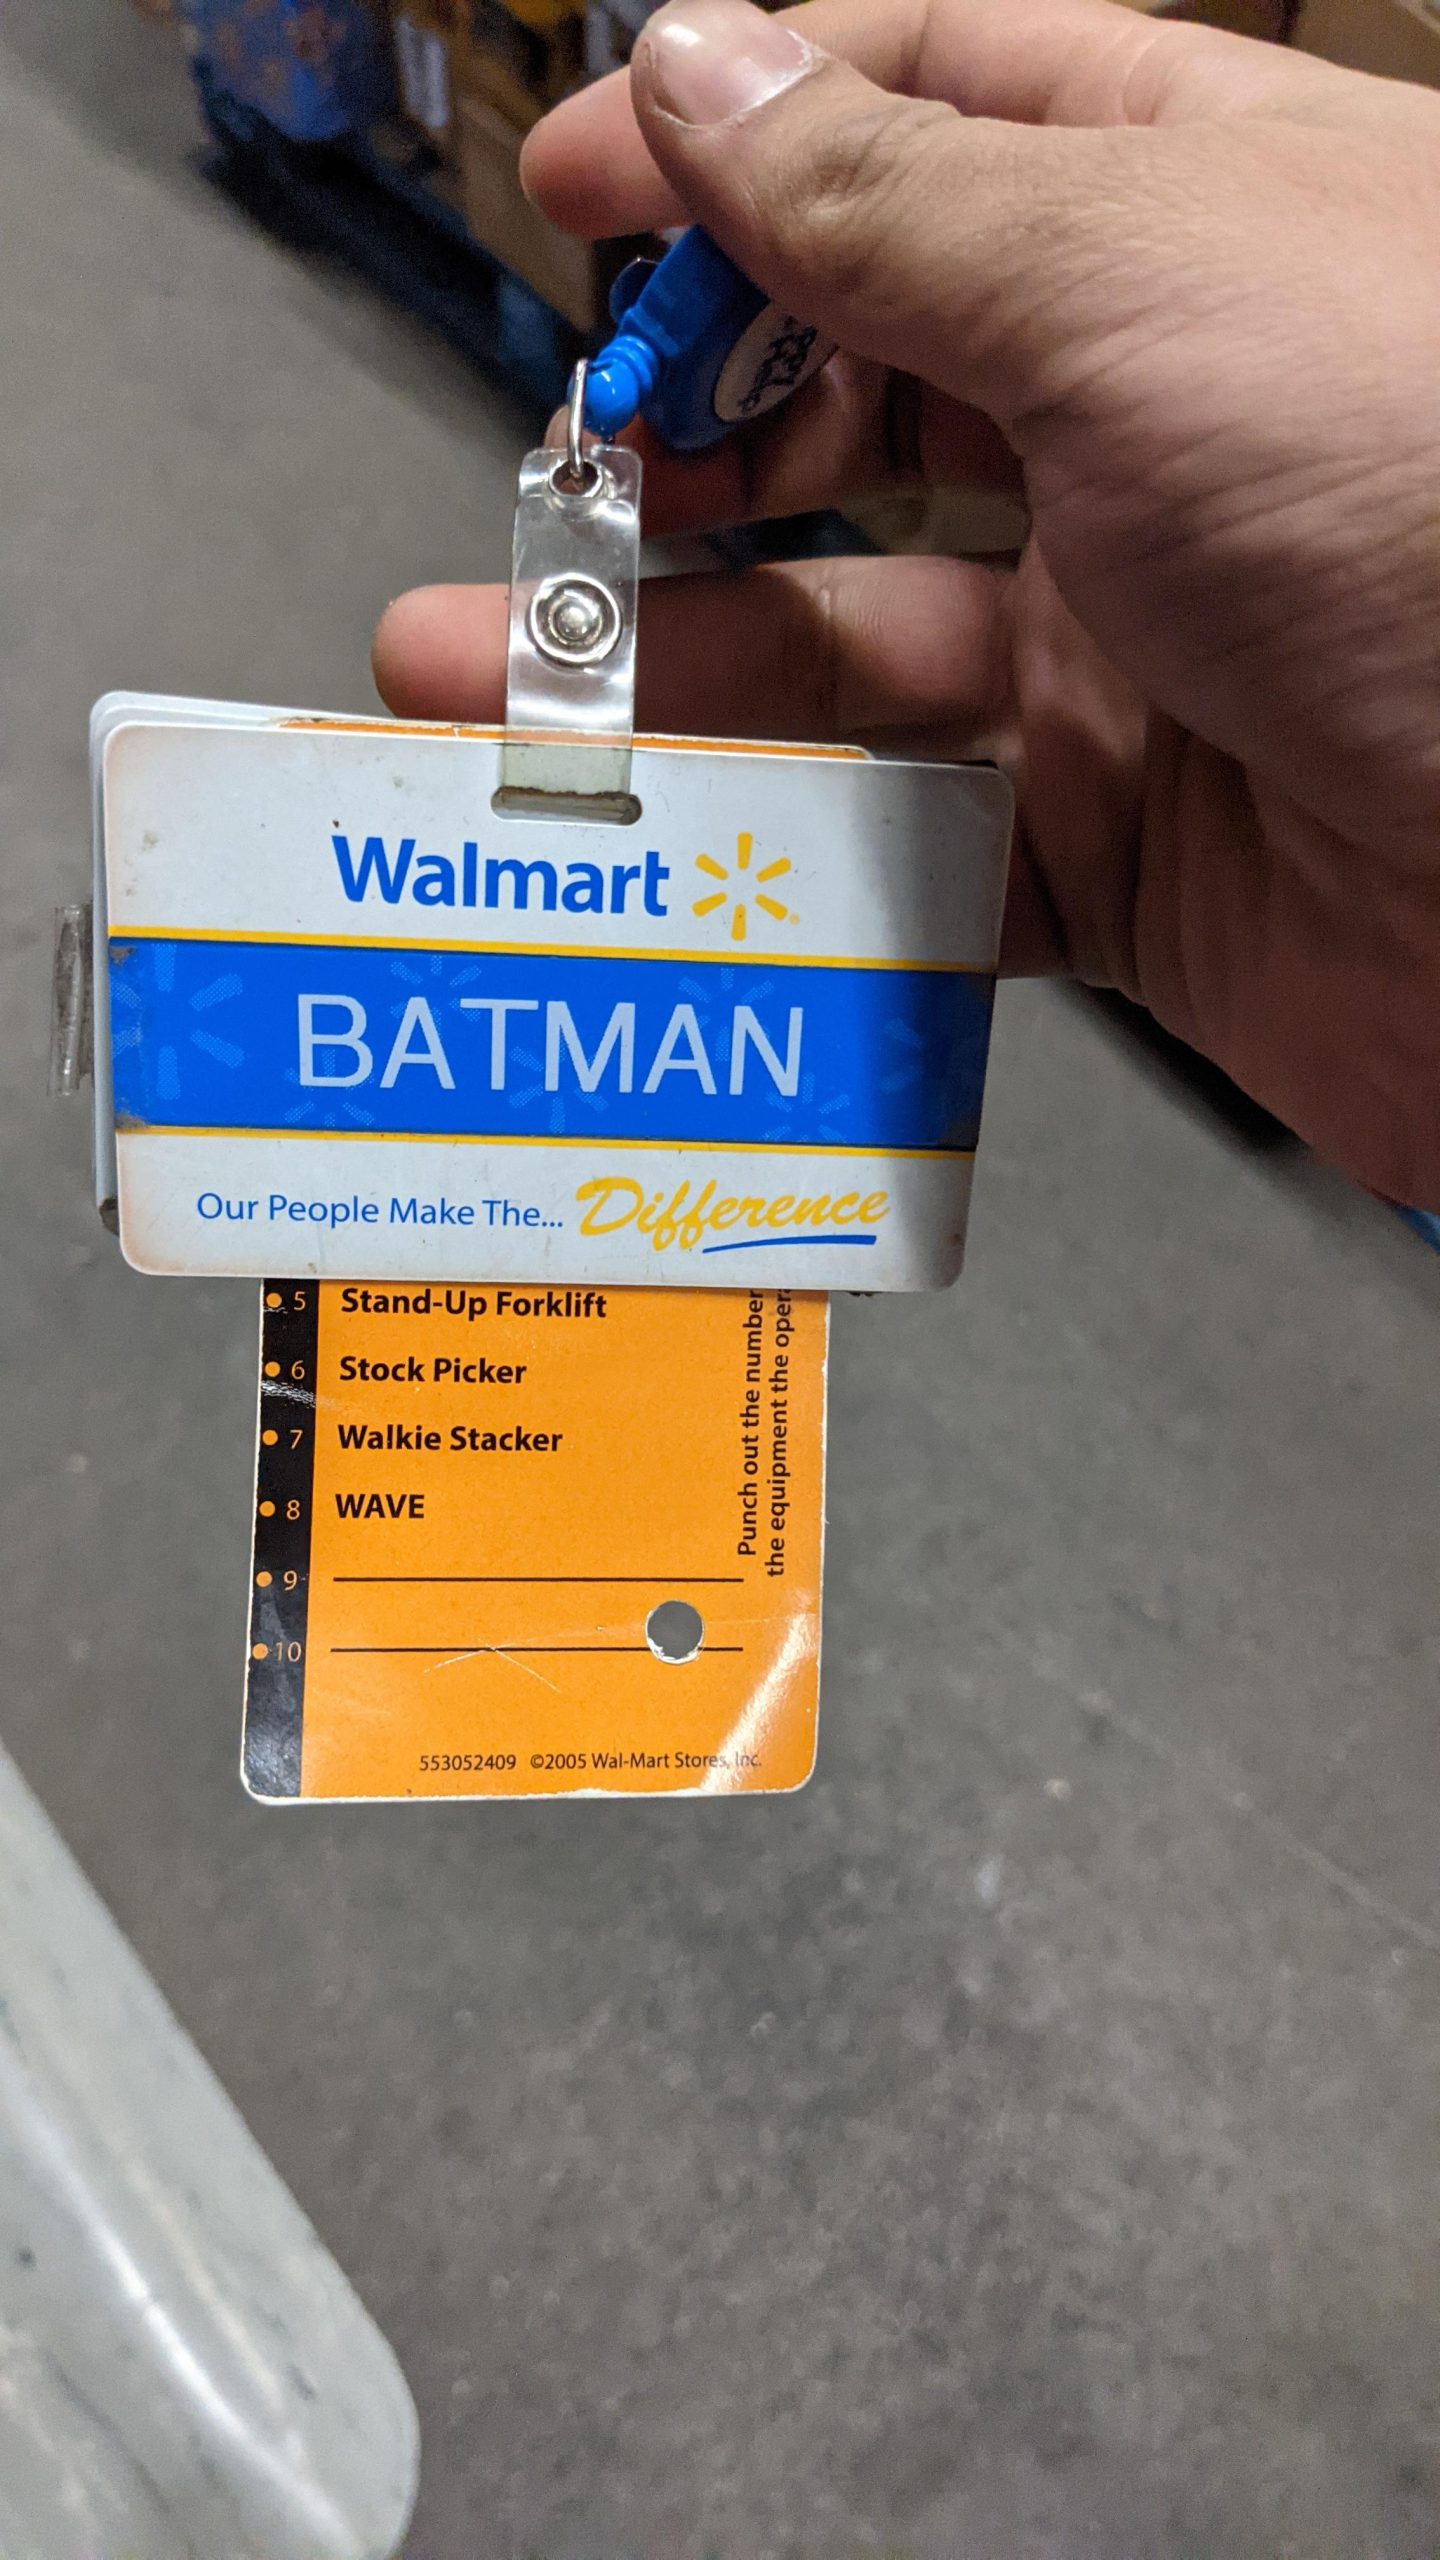 Walmart
BATMAN
Our People Make The... Difference
5 Stand-Up Forklift
6 Stock Picker
7 Walkie Stacker
8 WAVE
9
10
Punch out the number
the equipment the opera
553052409 ©2005 Wal-Mart Stores, Inc.